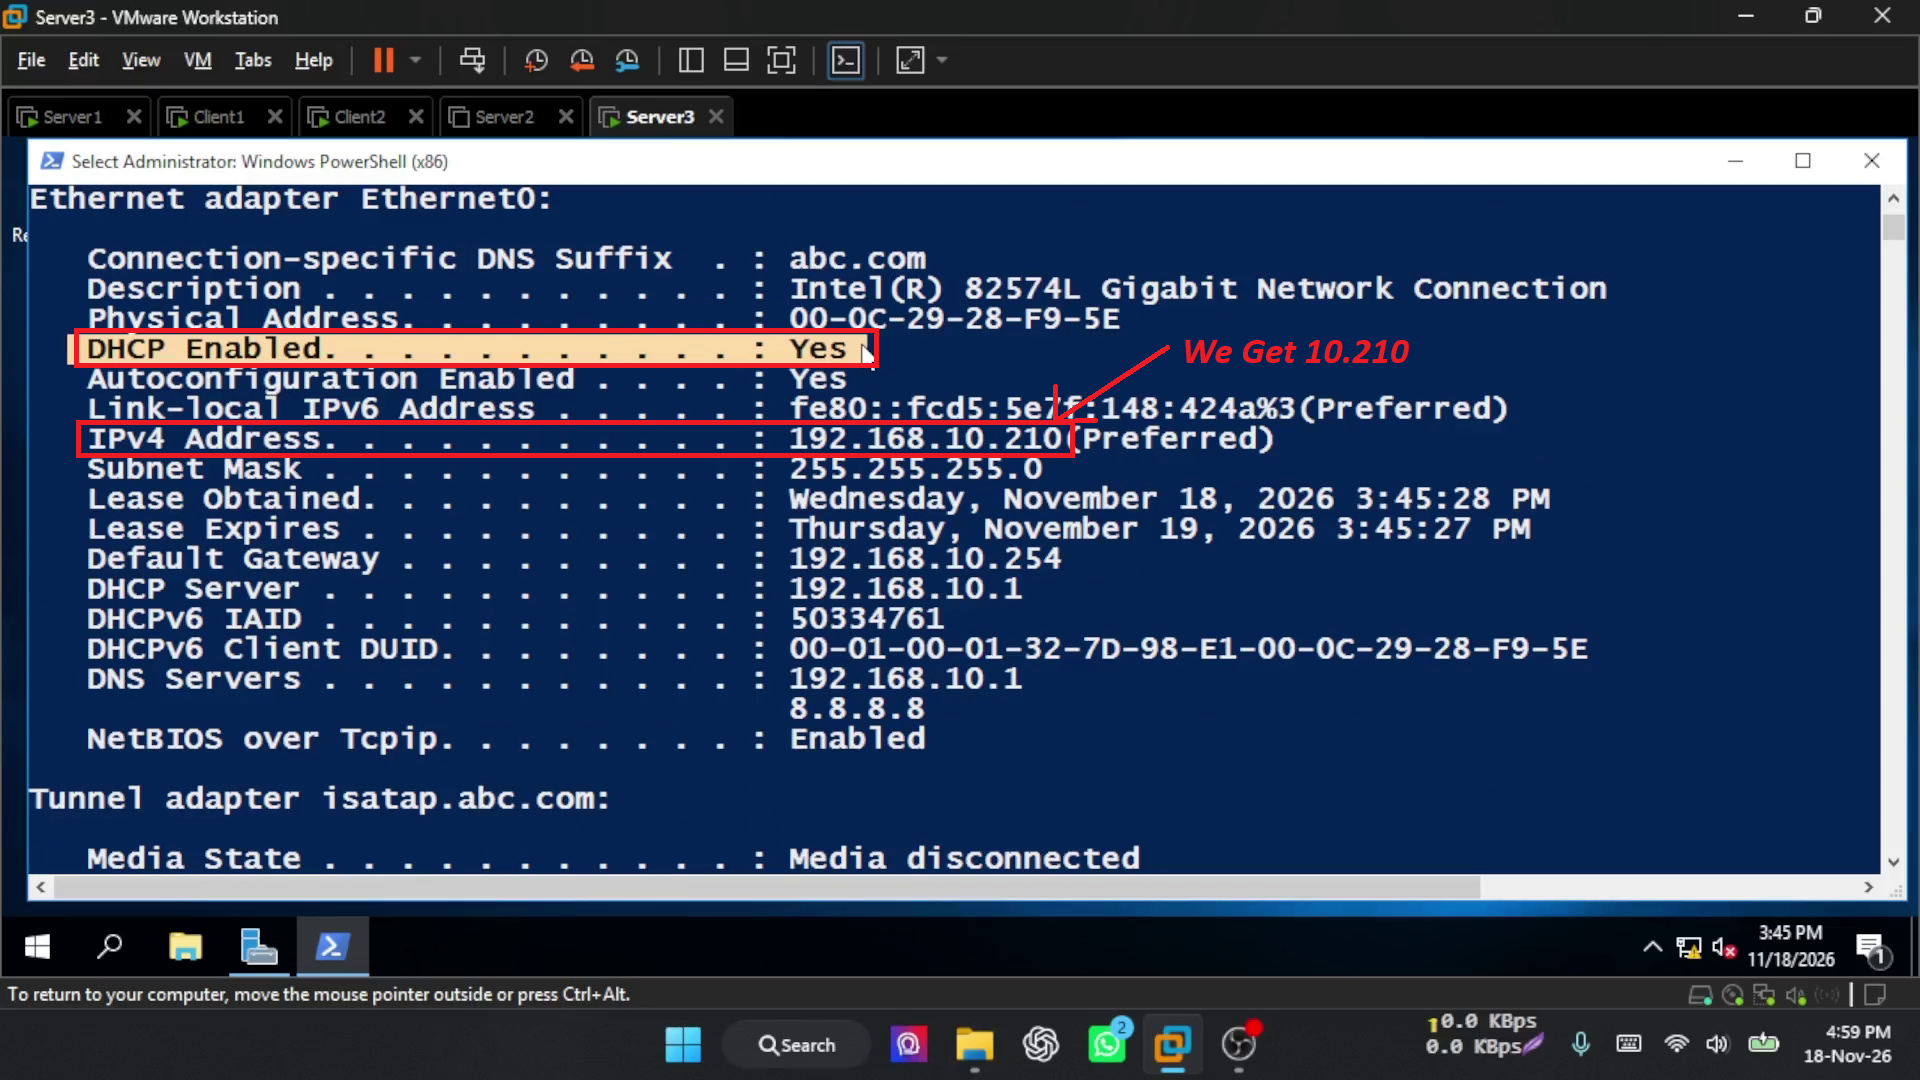 Server3 - VMware Workstation
File Edit View VM Tabs Help
Server1 Client1 Client2 Server2 Server3
Select Administrator: Windows PowerShell (x86)
Ethernet adapter Ethernet0:
Connection-specific DNS Suffix . : abc.com
Description . . . . . . . . . . . : Intel(R) 82574L Gigabit Network Connection
Physical Address. . . . . . . . . : 00-0C-29-28-F9-5E
DHCP Enabled. . . . . . . . . . . : Yes
We Get 10.210
Autoconfiguration Enabled . . . . : Yes
Link-local IPv6 Address . . . . . : fe80::fcd5:5e7f:148:424a%3(Preferred)
IPv4 Address. . . . . . . . . . . : 192.168.10.210(Preferred)
Subnet Mask . . . . . . . . . . . : 255.255.255.0
Lease Obtained. . . . . . . . . . : Wednesday, November 18, 2026 3:45:28 PM
Lease Expires . . . . . . . . . . : Thursday, November 19, 2026 3:45:27 PM
Default Gateway . . . . . . . . . : 192.168.10.254
DHCP Server . . . . . . . . . . . : 192.168.10.1
DHCPv6 IAID . . . . . . . . . . . : 50334761
DHCPv6 Client DUID. . . . . . . . : 00-01-00-01-32-7D-98-E1-00-0C-29-28-F9-5E
DNS Servers . . . . . . . . . . . : 192.168.10.1
8.8.8.8
NetBIOS over Tcpip. . . . . . . . : Enabled
Tunnel adapter isatap.abc.com:
Media State . . . . . . . . . . . : Media disconnected
3:45 PM
11/18/2026
1
To return to your computer, move the mouse pointer outside or press Ctrl+Alt.
Search
2
0.0 KBps
0.0 KBps
4:59 PM
18-Nov-26